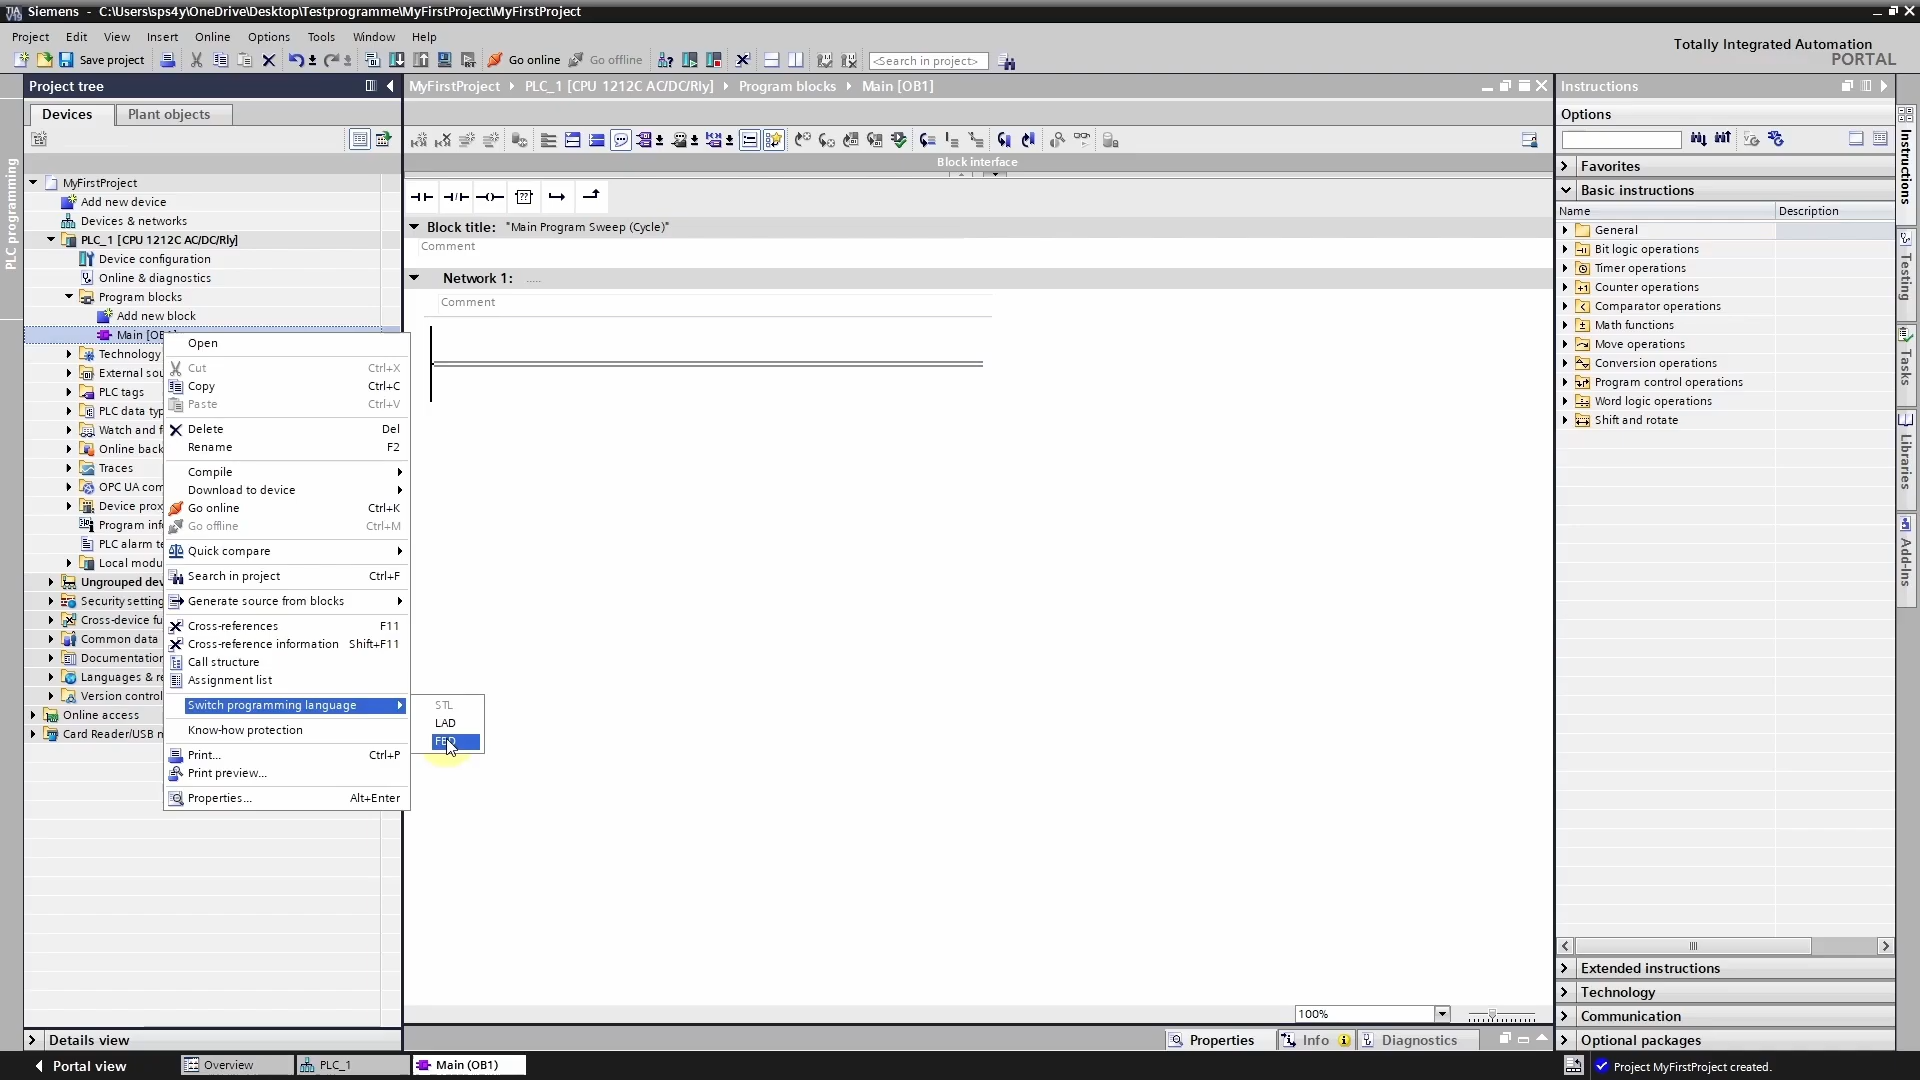 Siemens - C:\Users\sps4y\OneDrive\Desktop\Testprogramme\MyFirstProject\MyFirstProject
Project Edit View Insert Online Options Tools Window Help
Totally Integrated Automation
PORTAL
Save project
Go online
Go offline
<Search in project>
Project tree
MyFirstProject
PLC_1 [CPU 1212C AC/DC/Rly]
Program blocks
Main [OB1]
Instructions
Devices
Plant objects
Options
PLC programming
Block interface
Favorites
Basic instructions
Name
Description
MyFirstProject
Add new device
Devices & networks
PLC_1 [CPU 1212C AC/DC/Rly]
Device configuration
Online & diagnostics
Program blocks
Add new block
Main [OB
Technology
External sou
PLC tags
PLC data typ
Watch and f
Online back
Traces
OPC UA com
Device prox
Program inf
PLC alarm te
Local modu
Ungrouped dev
Security setting
Cross-device fu
Common data
Documentation
Languages & re
Version control
Online access
Card Reader/USB m
Open
Cut Ctrl+X
Copy Ctrl+C
Paste Ctrl+V
Delete Del
Rename F2
Compile
Download to device
Go online Ctrl+K
Go offline Ctrl+M
Quick compare
Search in project Ctrl+F
Generate source from blocks
Cross-references F11
Cross-reference information Shift+F11
Call structure
Assignment list
Switch programming language
Know-how protection
Print... Ctrl+P
Print preview...
Properties... Alt+Enter
STL
LAD
FBD
??
Block title: "Main Program Sweep (Cycle)"
Comment
Network 1: .....
Comment
General
Bit logic operations
Timer operations
Counter operations
Comparator operations
Math functions
Move operations
Conversion operations
Program control operations
Word logic operations
Shift and rotate
Instructions
Testing
Tasks
Libraries
Add-Ins
Extended instructions
Technology
Communication
Optional packages
100%
Details view
Properties
Info
Diagnostics
Portal view
Overview
PLC_1
Main (OB1)
Project MyFirstProject created.